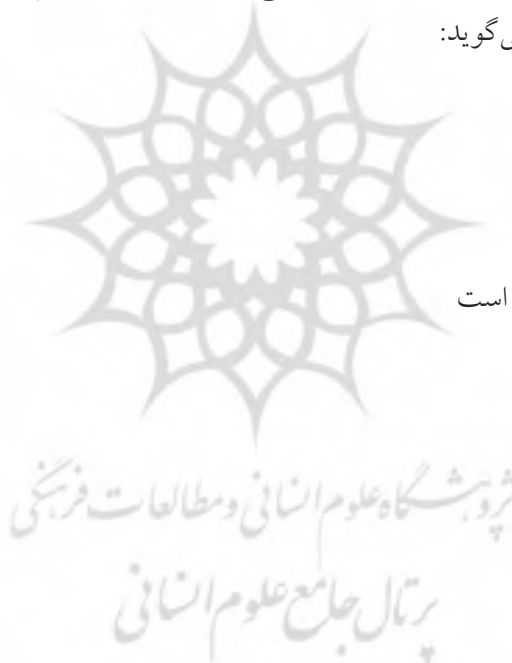 ی‌گوید:
است
پژوهشگاه علوم انسانی و مطالعات فرهنگی
پرتال جامع علوم انسانی